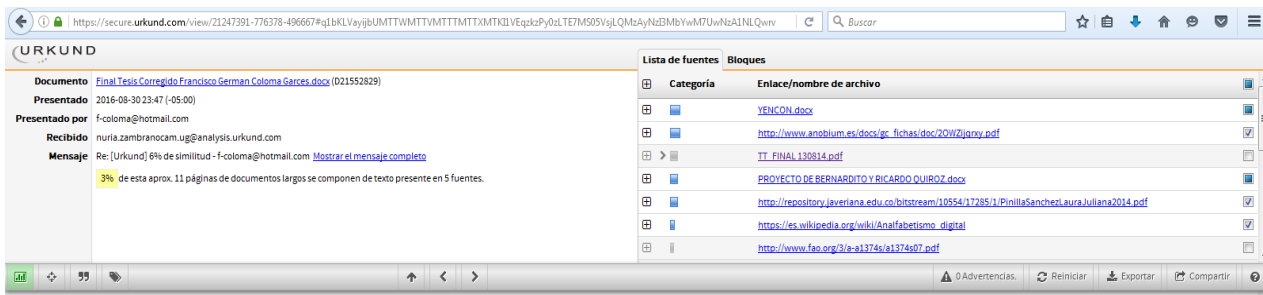 https://secure.urkund.com/view/21247391-776378-496667#q1bKLVayijbUMTTWMTTVMTTTMTTXMTKI1VEqzkzPy0zLTE7MS05VsjLQMzAyNzI3MbYwM7UwNzA1NLQwrv
Buscar
URKUND
Documento Final Tesis Corregido Francisco German Coloma Garces.docx (D21552829)
Presentado 2016-08-30 23:47 (-05:00)
Presentado por f-coloma@hotmail.com
Recibido nuria.zambranocam.ug@analysis.urkund.com
Mensaje Re: [Urkund] 6% de similitud - f-coloma@hotmail.com Mostrar el mensaje completo
3% de esta aprox. 11 páginas de documentos largos se componen de texto presente en 5 fuentes.
Lista de fuentes Bloques
Categoría Enlace/nombre de archivo
YENCON.docx
http://www.anobium.es/docs/gc_fichas/doc/2OWZijqrxy.pdf
TT_FINAL 130814.pdf
PROYECTO DE BERNARDITO Y RICARDO QUIROZ.docx
http://repository.javeriana.edu.co/bitstream/10554/17285/1/PinillaSanchezLauraJuliana2014.pdf
https://es.wikipedia.org/wiki/Analfabetismo_digital
http://www.fao.org/3/a-a1374s/a1374s07.pdf
0 Advertencias. Reiniciar Exportar Compartir